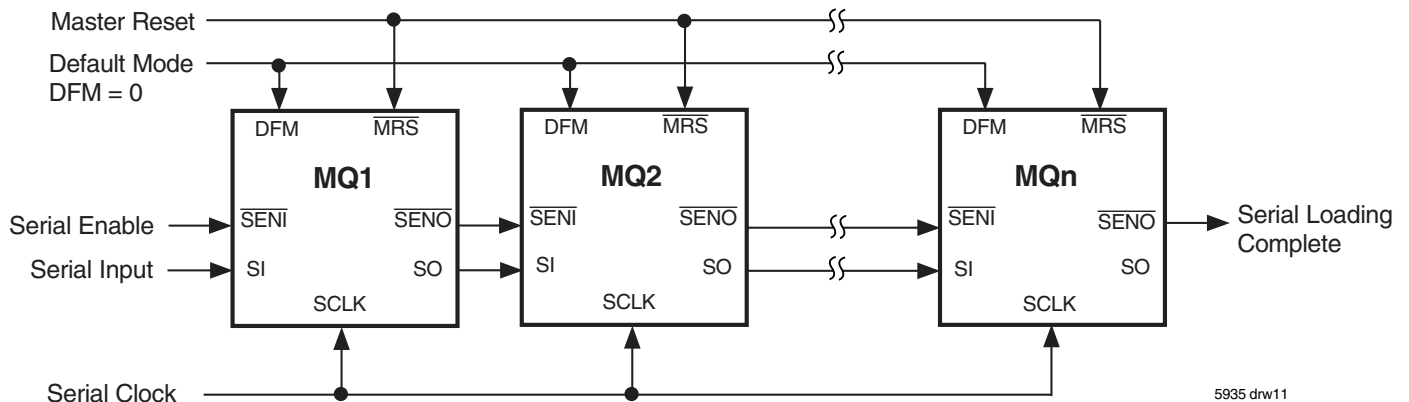 Master Reset
Default Mode
DFM = 0
DFM
MRS
DFM
MRS
DFM
MRS
MQ1
MQ2
MQn
Serial Enable
SENI
SENO
SENI
SENO
SENI
SENO
Serial Loading
Complete
Serial Input
SI
SO
SI
SO
SI
SO
SCLK
SCLK
SCLK
Serial Clock
5935 drw11